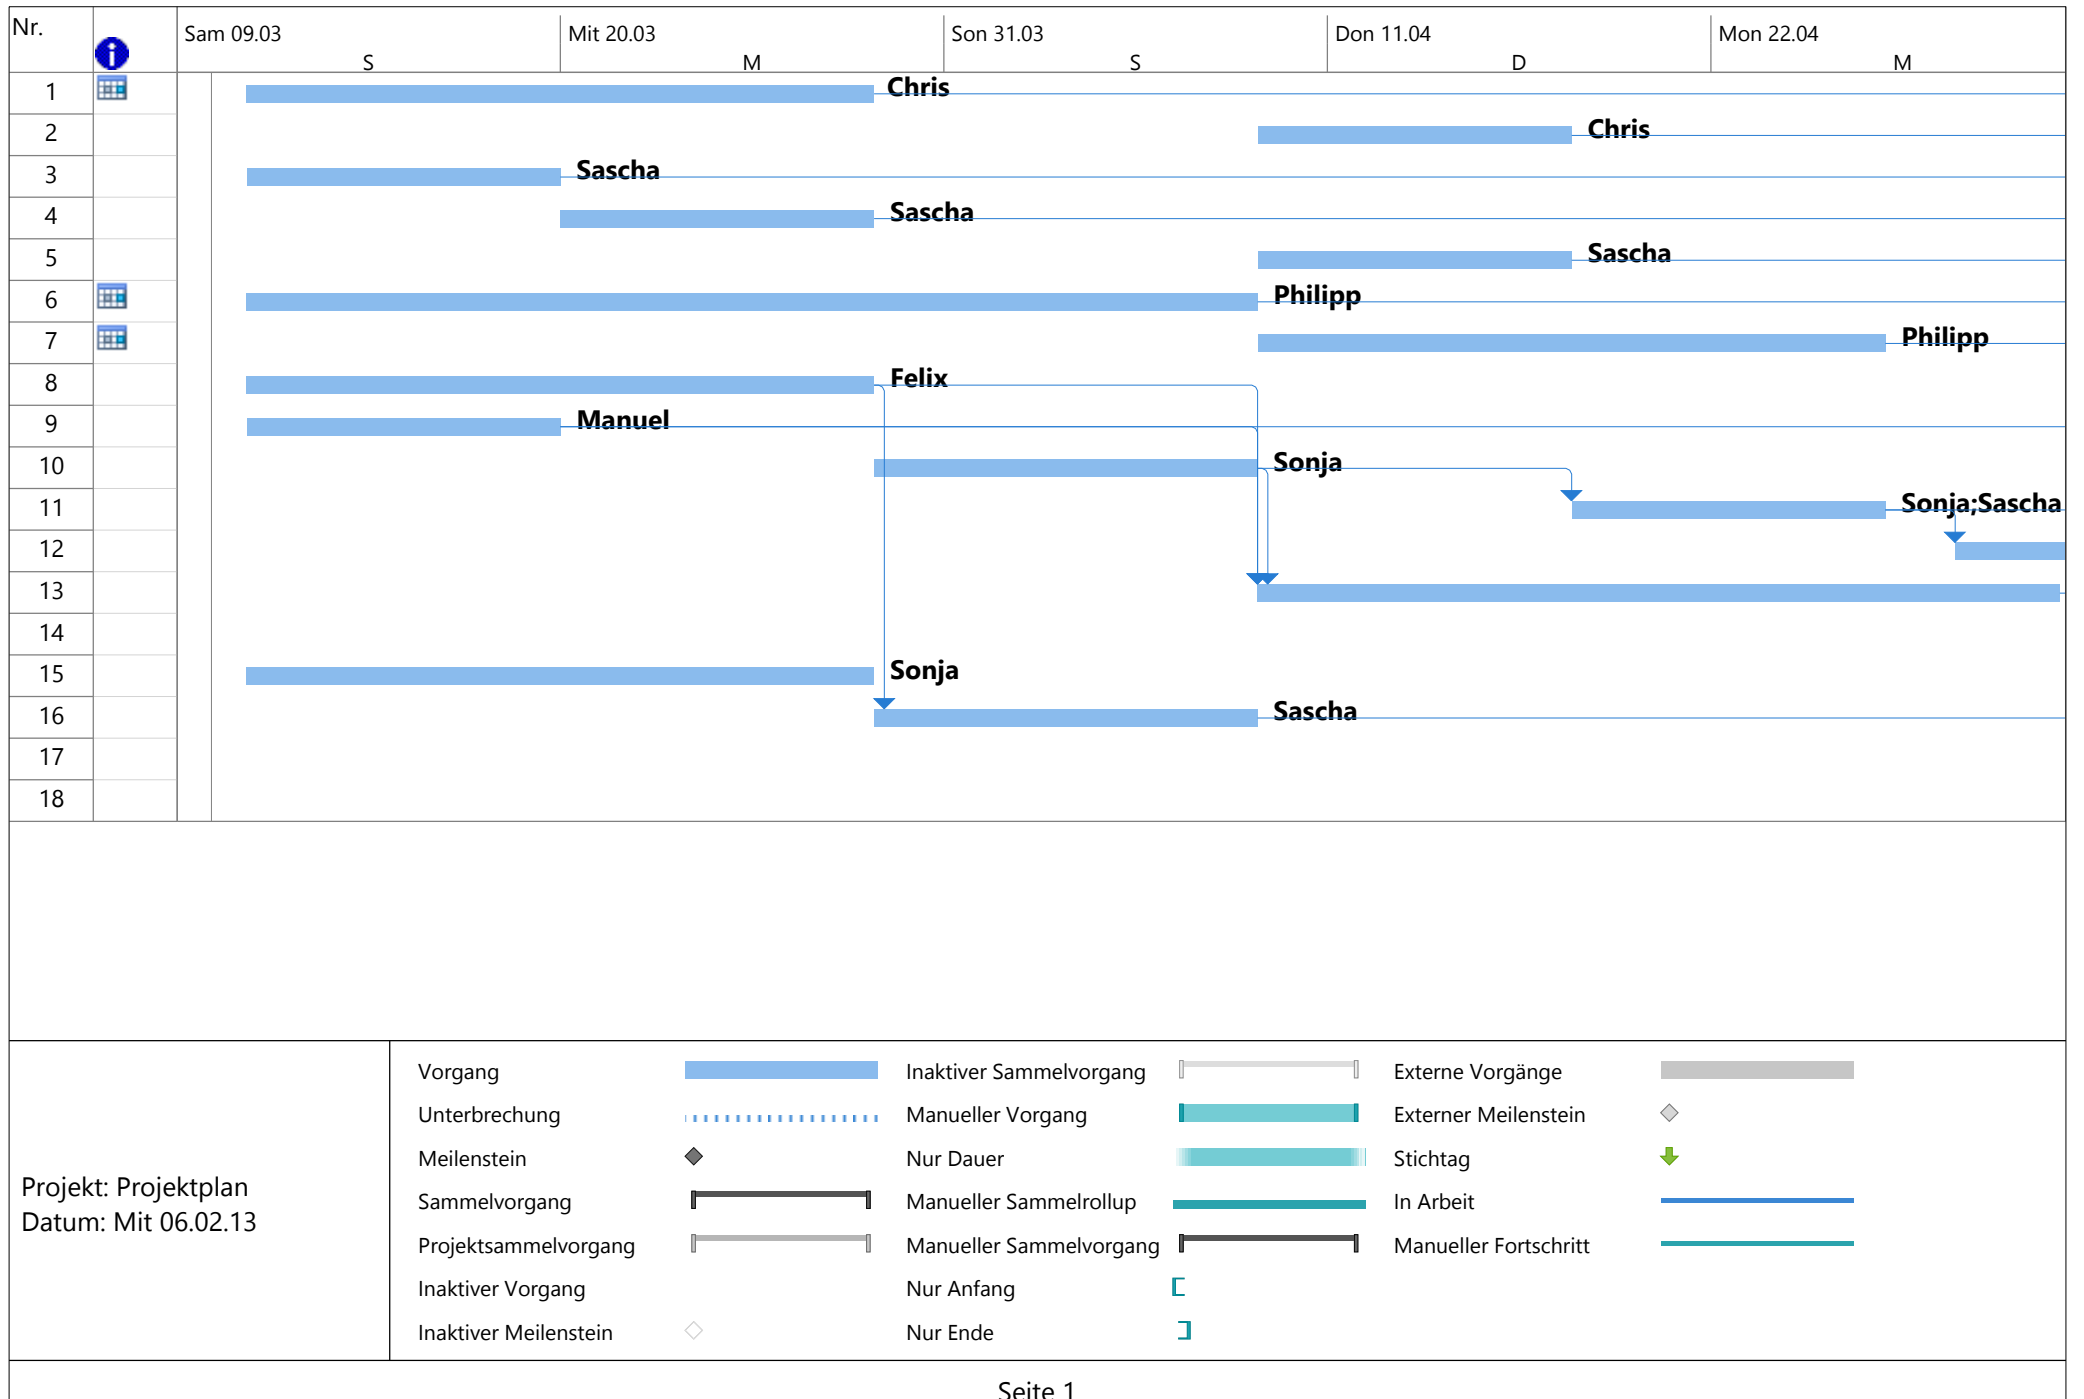 Nr.
Sam 09.03 Mit 20.03 Son 31.03 Don 11.04 Mon 22.04
S M S D M
1 Chris
2 Chris
3 Sascha
4 Sascha
5 Sascha
6 Philipp
7 Philipp
8 Felix
9 Manuel
10 Sonja
11 Sonja;Sascha
12
13
14
15 Sonja
16 Sascha
17
18
Projekt: Projektplan
Datum: Mit 06.02.13
Vorgang Inaktiver Sammelvorgang Externe Vorgänge
Unterbrechung Manueller Vorgang Externer Meilenstein
Meilenstein Nur Dauer Stichtag
Sammelvorgang Manueller Sammelrollup In Arbeit
Projektsammelvorgang Manueller Sammelvorgang Manueller Fortschritt
Inaktiver Vorgang Nur Anfang
Inaktiver Meilenstein Nur Ende
Seite 1